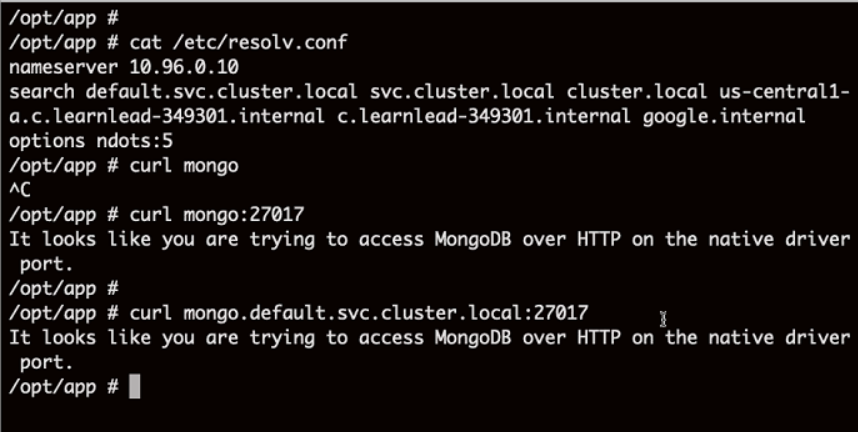 /opt/app #
/opt/app # cat /etc/resolv.conf
nameserver 10.96.0.10
search default.svc.cluster.local svc.cluster.local cluster.local us-central1-
a.c.learnlead-349301.internal c.learnlead-349301.internal google.internal
options ndots:5
/opt/app # curl mongo
^C
/opt/app # curl mongo:27017
It looks like you are trying to access MongoDB over HTTP on the native driver
 port.
/opt/app #
/opt/app # curl mongo.default.svc.cluster.local:27017
It looks like you are trying to access MongoDB over HTTP on the native driver
 port.
/opt/app #